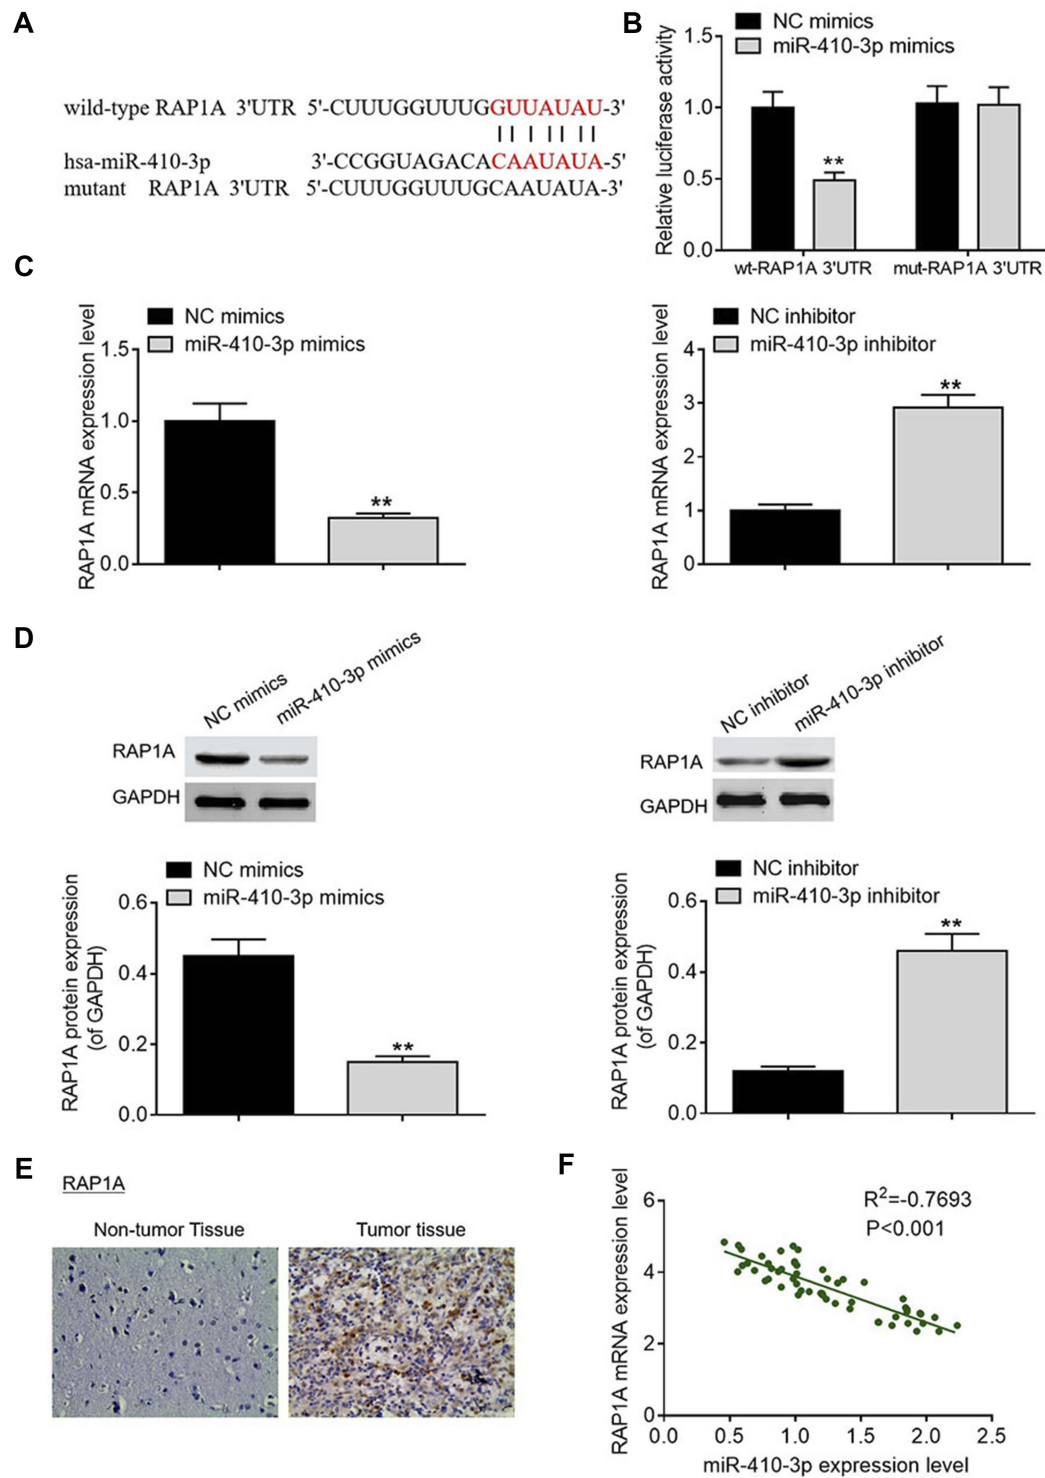 A
wild-type RAP1A 3'UTR 5'-CUUUGGUUUGGUUAUAU-3'
hsa-miR-410-3p 3'-CCGGUAGACACAAUAUA-5'
mutant RAP1A 3'UTR 5'-CUUUGGUUUGCAAUAUA-3'
B
NC mimics
miR-410-3p mimics
Relative luciferase activity
1.5
1.0
0.5
0.0
**
wt-RAP1A 3'UTR mut-RAP1A 3'UTR
C
NC mimics
miR-410-3p mimics
RAP1A mRNA expression level
1.5
1.0
0.5
0.0
**
NC inhibitor
miR-410-3p inhibitor
RAP1A mRNA expression level
4
3
2
1
0
**
D
NC mimics
miR-410-3p mimics
RAP1A
GAPDH
NC mimics
miR-410-3p mimics
RAP1A protein expression
(of GAPDH)
0.6
0.4
0.2
0.0
**
NC inhibitor
miR-410-3p inhibitor
RAP1A
GAPDH
NC inhibitor
miR-410-3p inhibitor
RAP1A protein expression
(of GAPDH)
0.6
0.4
0.2
0.0
**
E
RAP1A
Non-tumor Tissue Tumor tissue
F
R2=-0.7693
P<0.001
RAP1A mRNA expression level
6
4
2
0
0.0 0.5 1.0 1.5 2.0 2.5
miR-410-3p expression level